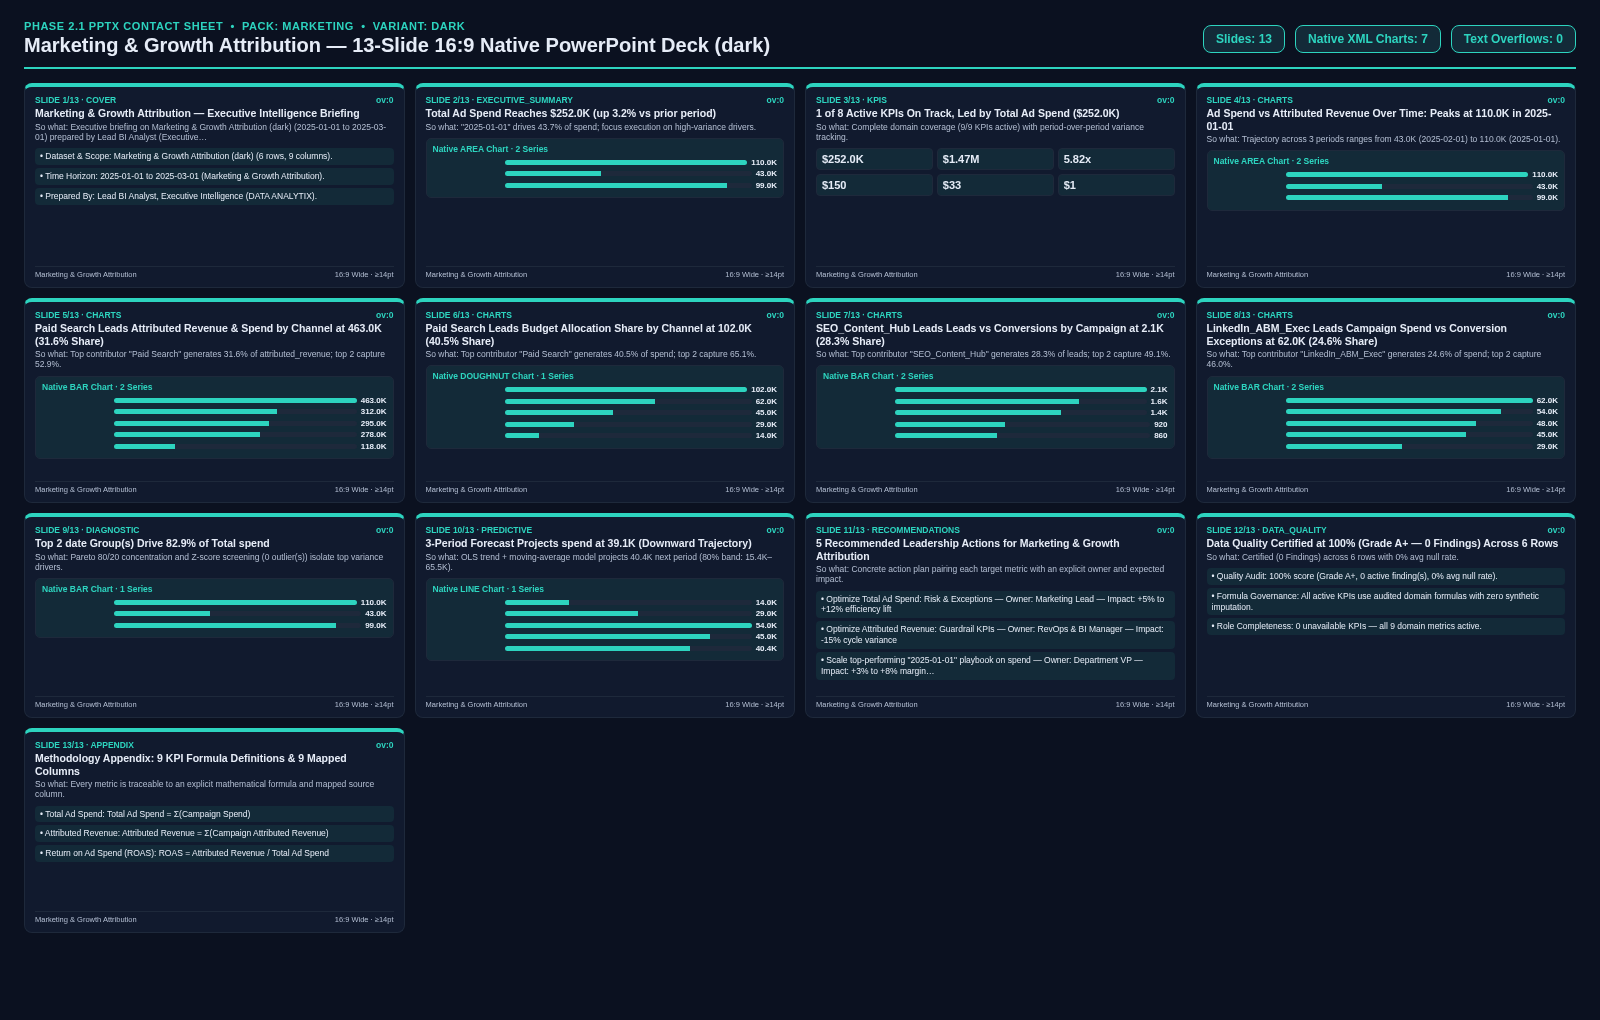 PHASE 2.1 PPTX CONTACT SHEET • PACK: MARKETING • VARIANT: DARK
Marketing & Growth Attribution — 13-Slide 16:9 Native PowerPoint Deck (dark)
Slides: 13
Native XML Charts: 7
Text Overflows: 0
SLIDE 1/13 · COVER
ov:0
Marketing & Growth Attribution — Executive Intelligence Briefing
So what: Executive briefing on Marketing & Growth Attribution (dark) (2025-01-01 to 2025-03-
01) prepared by Lead BI Analyst (Executive…
• Dataset & Scope: Marketing & Growth Attribution (dark) (6 rows, 9 columns).
• Time Horizon: 2025-01-01 to 2025-03-01 (Marketing & Growth Attribution).
• Prepared By: Lead BI Analyst, Executive Intelligence (DATA ANALYTIX).
Marketing & Growth Attribution
16:9 Wide · ≥14pt
SLIDE 2/13 · EXECUTIVE_SUMMARY
ov:0
Total Ad Spend Reaches $252.0K (up 3.2% vs prior period)
So what: "2025-01-01" drives 43.7% of spend; focus execution on high-variance drivers.
Native AREA Chart · 2 Series
110.0K
43.0K
99.0K
Marketing & Growth Attribution
16:9 Wide · ≥14pt
SLIDE 3/13 · KPIS
ov:0
1 of 8 Active KPIs On Track, Led by Total Ad Spend ($252.0K)
So what: Complete domain coverage (9/9 KPIs active) with period-over-period variance
tracking.
$252.0K
$1.47M
5.82x
$150
$33
$1
Marketing & Growth Attribution
16:9 Wide · ≥14pt
SLIDE 4/13 · CHARTS
ov:0
Ad Spend vs Attributed Revenue Over Time: Peaks at 110.0K in 2025-
01-01
So what: Trajectory across 3 periods ranges from 43.0K (2025-02-01) to 110.0K (2025-01-01).
Native AREA Chart · 2 Series
110.0K
43.0K
99.0K
Marketing & Growth Attribution
16:9 Wide · ≥14pt
SLIDE 5/13 · CHARTS
ov:0
Paid Search Leads Attributed Revenue & Spend by Channel at 463.0K
(31.6% Share)
So what: Top contributor "Paid Search" generates 31.6% of attributed_revenue; top 2 capture
52.9%.
Native BAR Chart · 2 Series
463.0K
312.0K
295.0K
278.0K
118.0K
Marketing & Growth Attribution
16:9 Wide · ≥14pt
SLIDE 6/13 · CHARTS
ov:0
Paid Search Leads Budget Allocation Share by Channel at 102.0K
(40.5% Share)
So what: Top contributor "Paid Search" generates 40.5% of spend; top 2 capture 65.1%.
Native DOUGHNUT Chart · 1 Series
102.0K
62.0K
45.0K
29.0K
14.0K
Marketing & Growth Attribution
16:9 Wide · ≥14pt
SLIDE 7/13 · CHARTS
ov:0
SEO_Content_Hub Leads Leads vs Conversions by Campaign at 2.1K
(28.3% Share)
So what: Top contributor "SEO_Content_Hub" generates 28.3% of leads; top 2 capture 49.1%.
Native BAR Chart · 2 Series
2.1K
1.6K
1.4K
920
860
Marketing & Growth Attribution
16:9 Wide · ≥14pt
SLIDE 8/13 · CHARTS
ov:0
LinkedIn_ABM_Exec Leads Campaign Spend vs Conversion
Exceptions at 62.0K (24.6% Share)
So what: Top contributor "LinkedIn_ABM_Exec" generates 24.6% of spend; top 2 capture
46.0%.
Native BAR Chart · 2 Series
62.0K
54.0K
48.0K
45.0K
29.0K
Marketing & Growth Attribution
16:9 Wide · ≥14pt
SLIDE 9/13 · DIAGNOSTIC
ov:0
Top 2 date Group(s) Drive 82.9% of Total spend
So what: Pareto 80/20 concentration and Z-score screening (0 outlier(s)) isolate top variance
drivers.
Native BAR Chart · 1 Series
110.0K
43.0K
99.0K
Marketing & Growth Attribution
16:9 Wide · ≥14pt
SLIDE 10/13 · PREDICTIVE
ov:0
3-Period Forecast Projects spend at 39.1K (Downward Trajectory)
So what: OLS trend + moving-average model projects 40.4K next period (80% band: 15.4K–
65.5K).
Native LINE Chart · 1 Series
14.0K
29.0K
54.0K
45.0K
40.4K
Marketing & Growth Attribution
16:9 Wide · ≥14pt
SLIDE 11/13 · RECOMMENDATIONS
ov:0
5 Recommended Leadership Actions for Marketing & Growth
Attribution
So what: Concrete action plan pairing each target metric with an explicit owner and expected
impact.
• Optimize Total Ad Spend: Risk & Exceptions — Owner: Marketing Lead — Impact: +5% to
+12% efficiency lift
• Optimize Attributed Revenue: Guardrail KPIs — Owner: RevOps & BI Manager — Impact:
-15% cycle variance
• Scale top-performing "2025-01-01" playbook on spend — Owner: Department VP —
Impact: +3% to +8% margin…
Marketing & Growth Attribution
16:9 Wide · ≥14pt
SLIDE 12/13 · DATA_QUALITY
ov:0
Data Quality Certified at 100% (Grade A+ — 0 Findings) Across 6 Rows
So what: Certified (0 Findings) across 6 rows with 0% avg null rate.
• Quality Audit: 100% score (Grade A+, 0 active finding(s), 0% avg null rate).
• Formula Governance: All active KPIs use audited domain formulas with zero synthetic
imputation.
• Role Completeness: 0 unavailable KPIs — all 9 domain metrics active.
Marketing & Growth Attribution
16:9 Wide · ≥14pt
SLIDE 13/13 · APPENDIX
ov:0
Methodology Appendix: 9 KPI Formula Definitions & 9 Mapped
Columns
So what: Every metric is traceable to an explicit mathematical formula and mapped source
column.
• Total Ad Spend: Total Ad Spend = Σ(Campaign Spend)
• Attributed Revenue: Attributed Revenue = Σ(Campaign Attributed Revenue)
• Return on Ad Spend (ROAS): ROAS = Attributed Revenue / Total Ad Spend
Marketing & Growth Attribution
16:9 Wide · ≥14pt